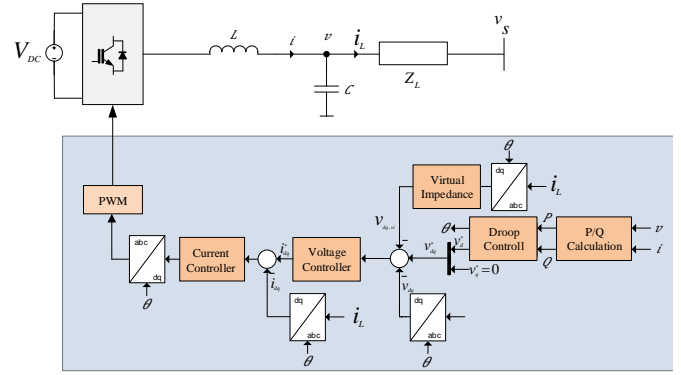 V_DC
L
i
v
i_L
v_s
C
Z_L
θ
dq
abc
i_L
Virtual
Impedance
v_dq,vi
PWM
abc
dq
θ
Current
Controller
i*_dq
i_dq
Voltage
Controller
v*_dq
v_dq
θ
v*_d
v*_q = 0
Droop
Controll
P
Q
P/Q
Calculation
v
i
dq
abc
i_L
θ
dq
abc
θ